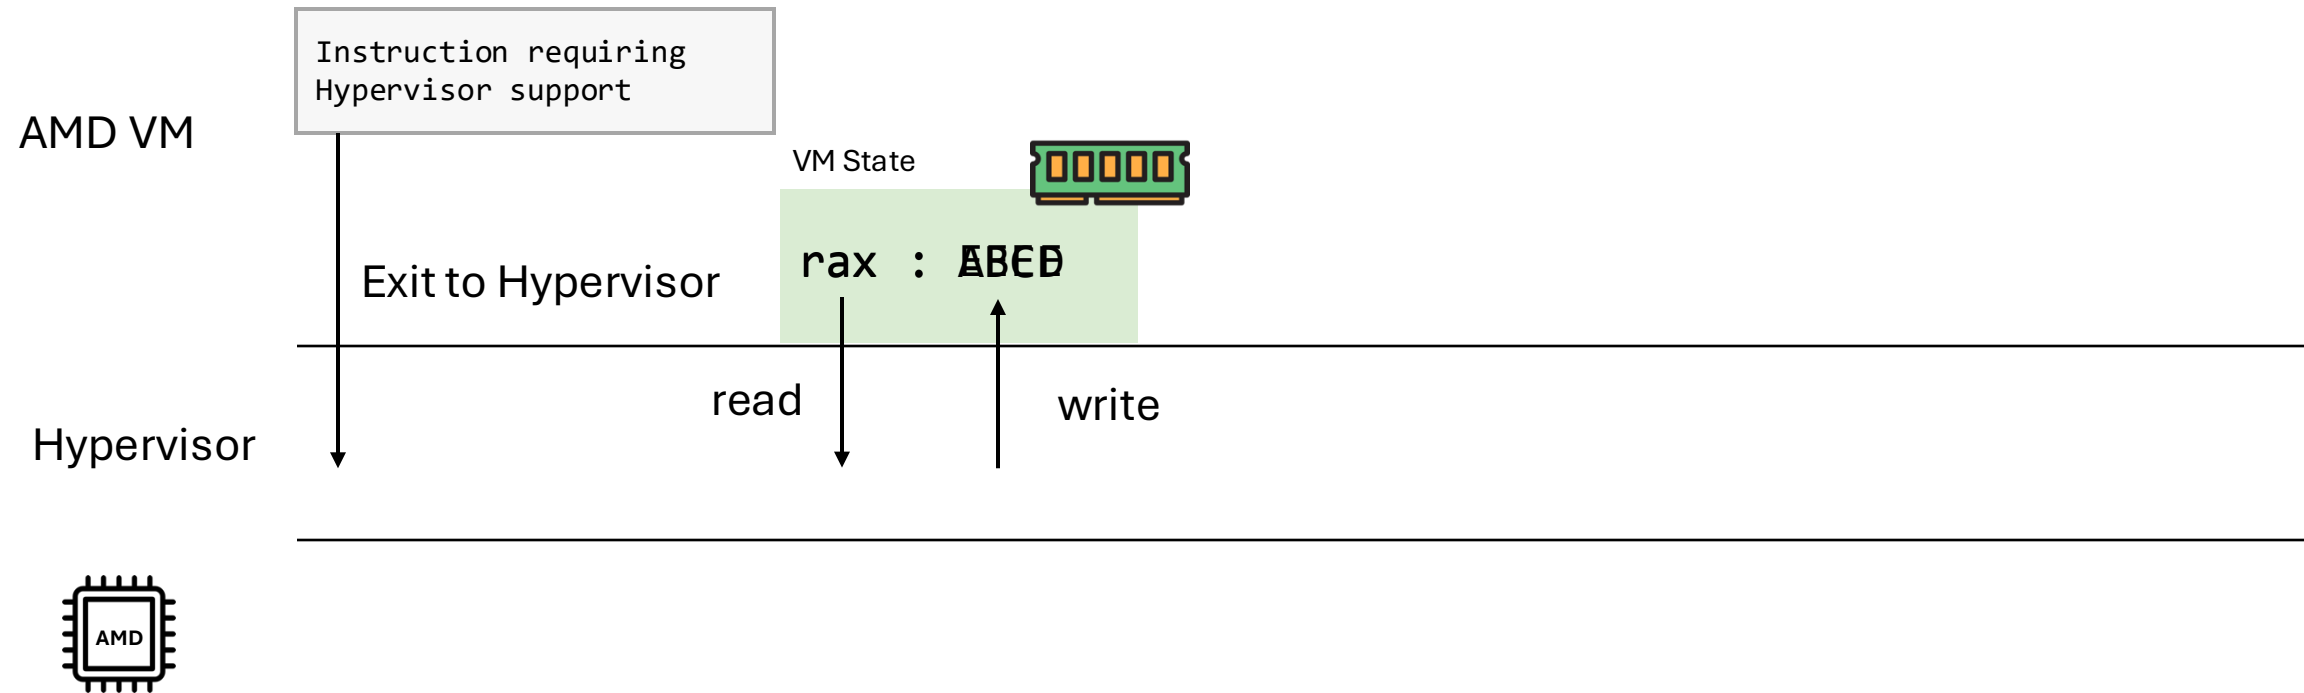 Instruction requiring
Hypervisor support
AMD VM
VM State
rax :
Exit to Hypervisor
read
write
Hypervisor
AMD